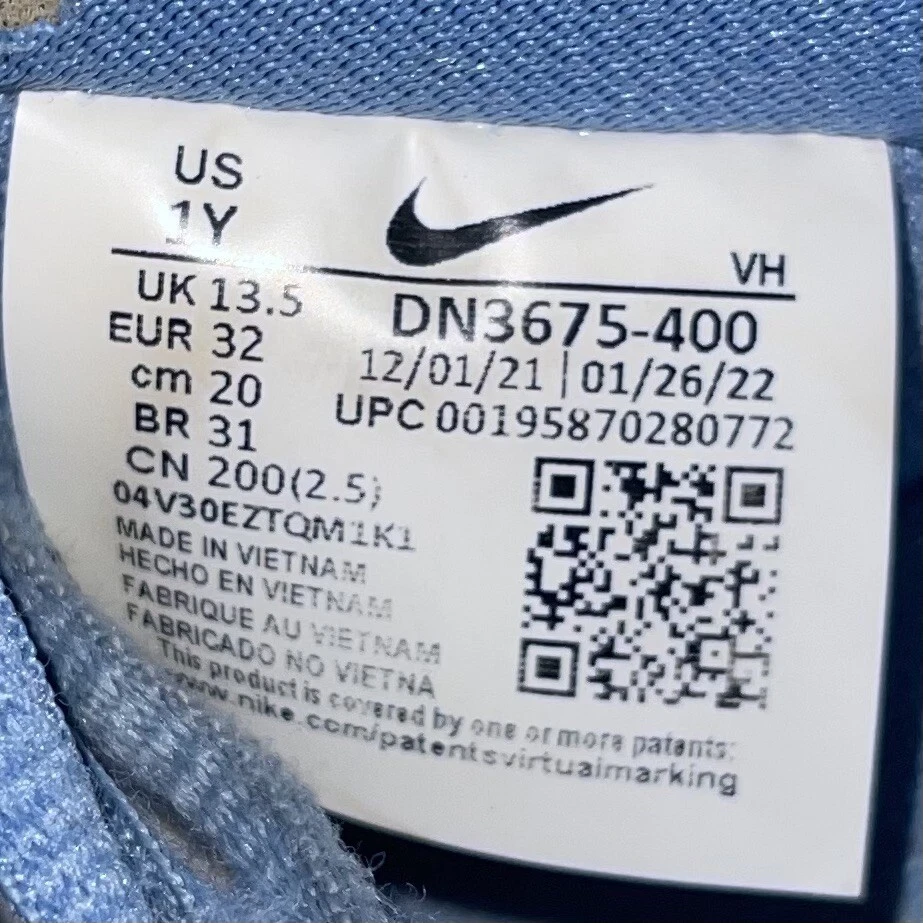 US
1Y
VH
UK 13.5
EUR 32
cm 20
BR 31
CN 200(2.5)
DN3675-400
12/01/21 | 01/26/22
UPC 00195870280772
04V30EZTQM1K1
MADE IN VIETNAM
HECHO EN VIETNAM
FABRIQUE AU VIETNAM
FABRICADO NO VIETNA
This product is covered by one or more patents:
www.nike.com/patentsvirtualmarking